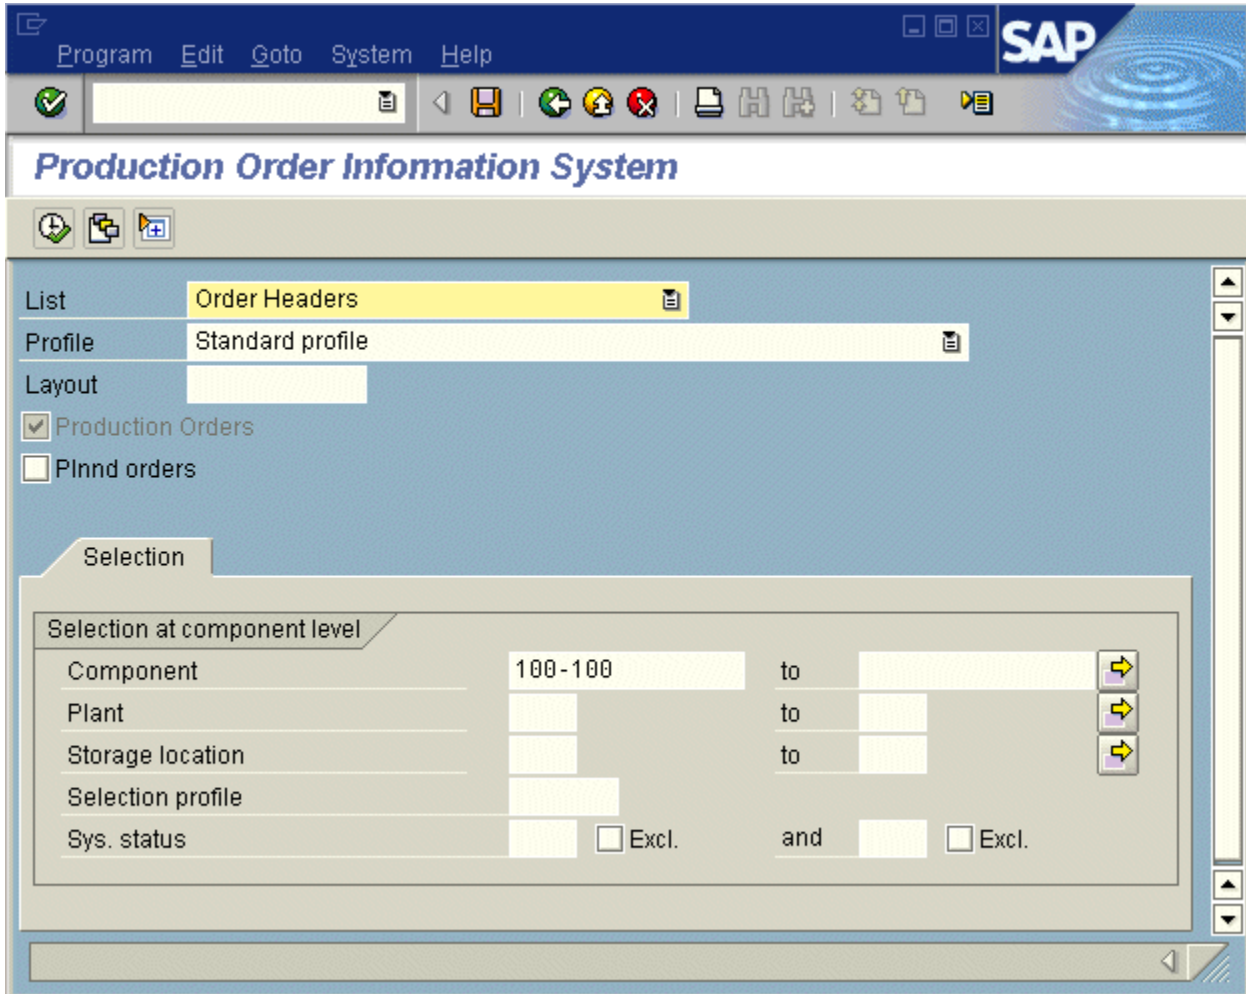 Program Edit Goto System Help
SAP
Production Order Information System
List Order Headers
Profile Standard profile
Layout
Production Orders
Plnnd orders
Selection
Selection at component level
Component 100-100 to
Plant to
Storage location to
Selection profile
Sys. status Excl. and Excl.